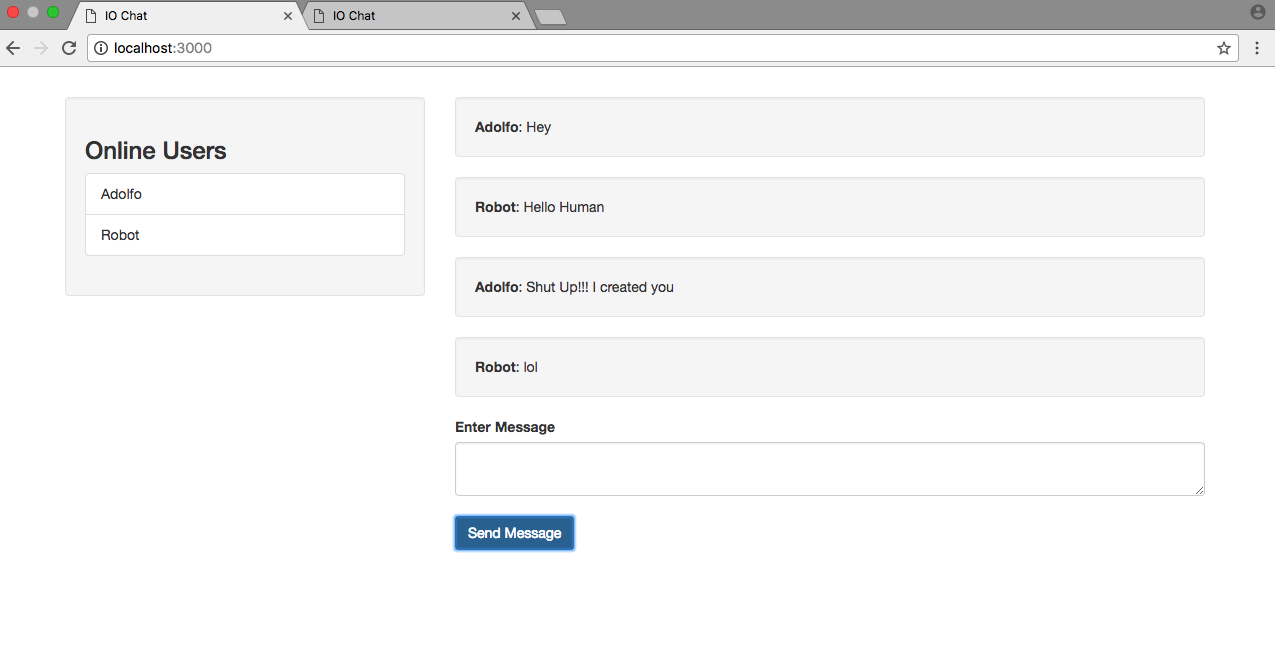 IO Chat
IO Chat
localhost:3000
Online Users
Adolfo
Robot
Adolfo: Hey
Robot: Hello Human
Adolfo: Shut Up!!! I created you
Robot: lol
Enter Message
Send Message